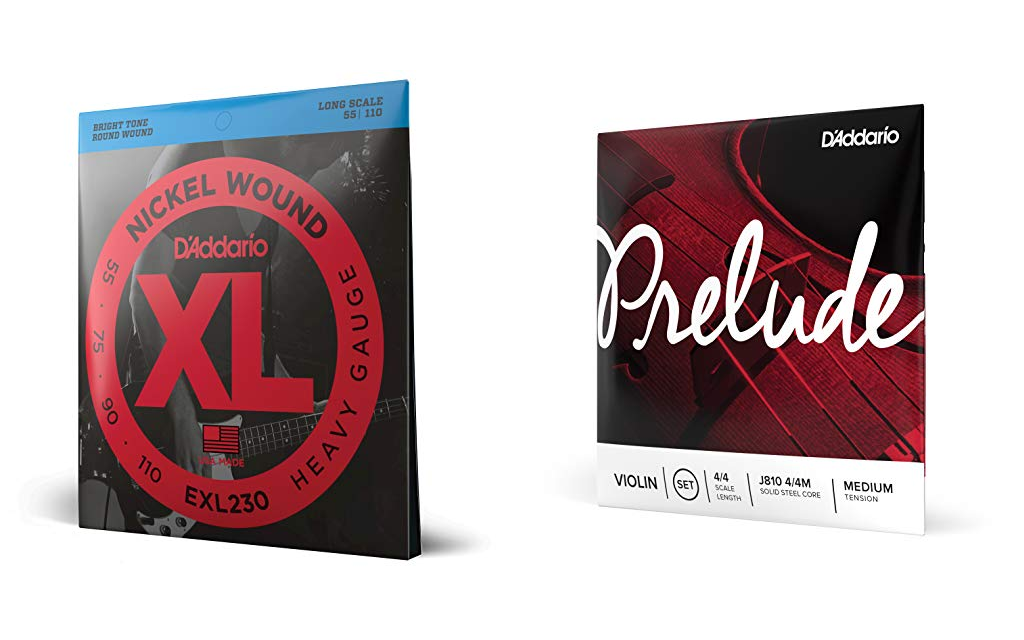 BRIGHT TONE
ROUND WOUND
LONG SCALE
55 | 110
NICKEL WOUND
D'Addario
XL
55 · 75 · 90 · 110
HEAVY GAUGE
U.S. MADE
EXL230
D'Addario
Prelude
VIOLIN
SET
4/4
SCALE
LENGTH
J810 4/4M
SOLID STEEL CORE
MEDIUM
TENSION